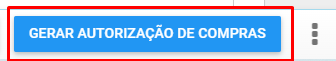 GERAR AUTORIZAÇÃO DE COMPRAS